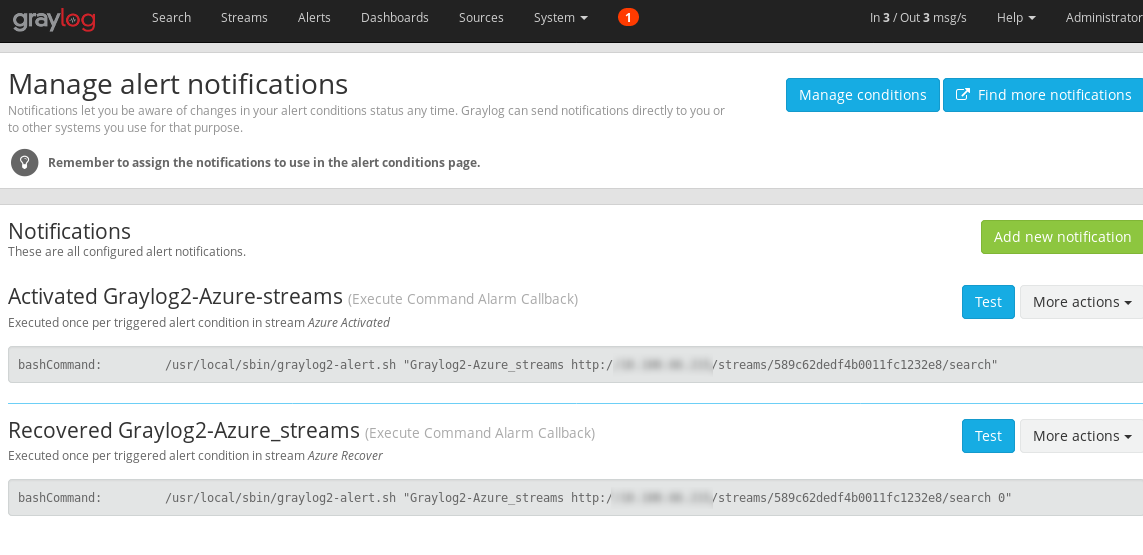 graylog Search Streams Alerts Dashboards Sources System 1 In 3 / Out 3 msg/s Help Administrator
Manage alert notifications
Manage conditions Find more notifications
Notifications let you be aware of changes in your alert conditions status any time. Graylog can send notifications directly to you or
to other systems you use for that purpose.
Remember to assign the notifications to use in the alert conditions page.
Notifications
Add new notification
These are all configured alert notifications.
Activated Graylog2-Azure-streams (Execute Command Alarm Callback) Test More actions
Executed once per triggered alert condition in stream Azure Activated
bashCommand: /usr/local/sbin/graylog2-alert.sh "Graylog2-Azure_streams http:/ /streams/589c62dedf4b0011fc1232e8/search"
Recovered Graylog2-Azure_streams (Execute Command Alarm Callback) Test More actions
Executed once per triggered alert condition in stream Azure Recover
bashCommand: /usr/local/sbin/graylog2-alert.sh "Graylog2-Azure_streams http:/ /streams/589c62dedf4b0011fc1232e8/search 0"